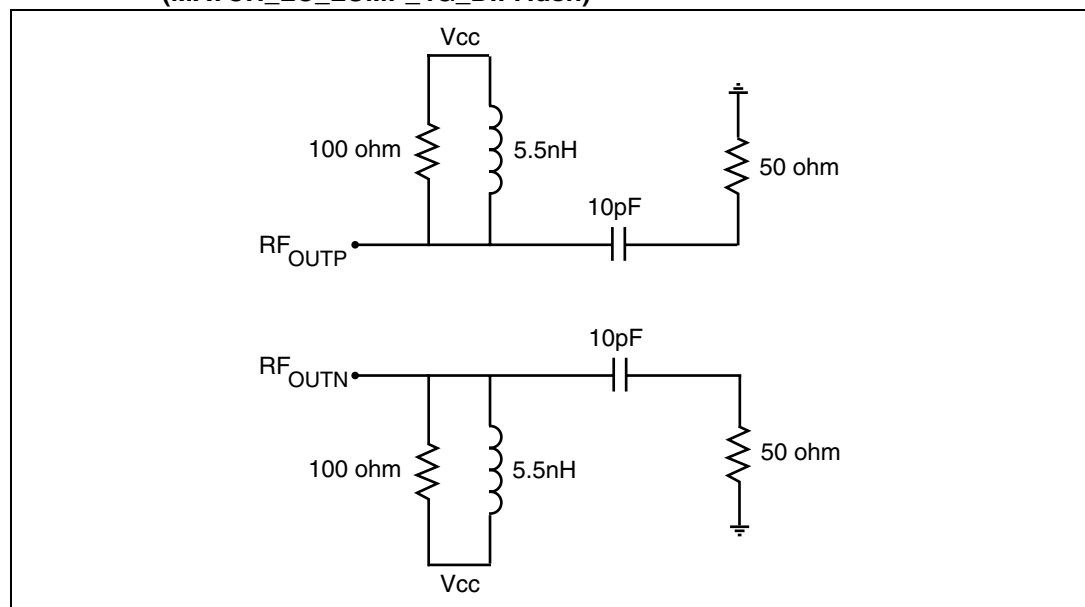 Vcc
100 ohm
5.5nH
50 ohm
10pF
RFOUTP
10pF
RFOUTN
100 ohm
5.5nH
50 ohm
Vcc